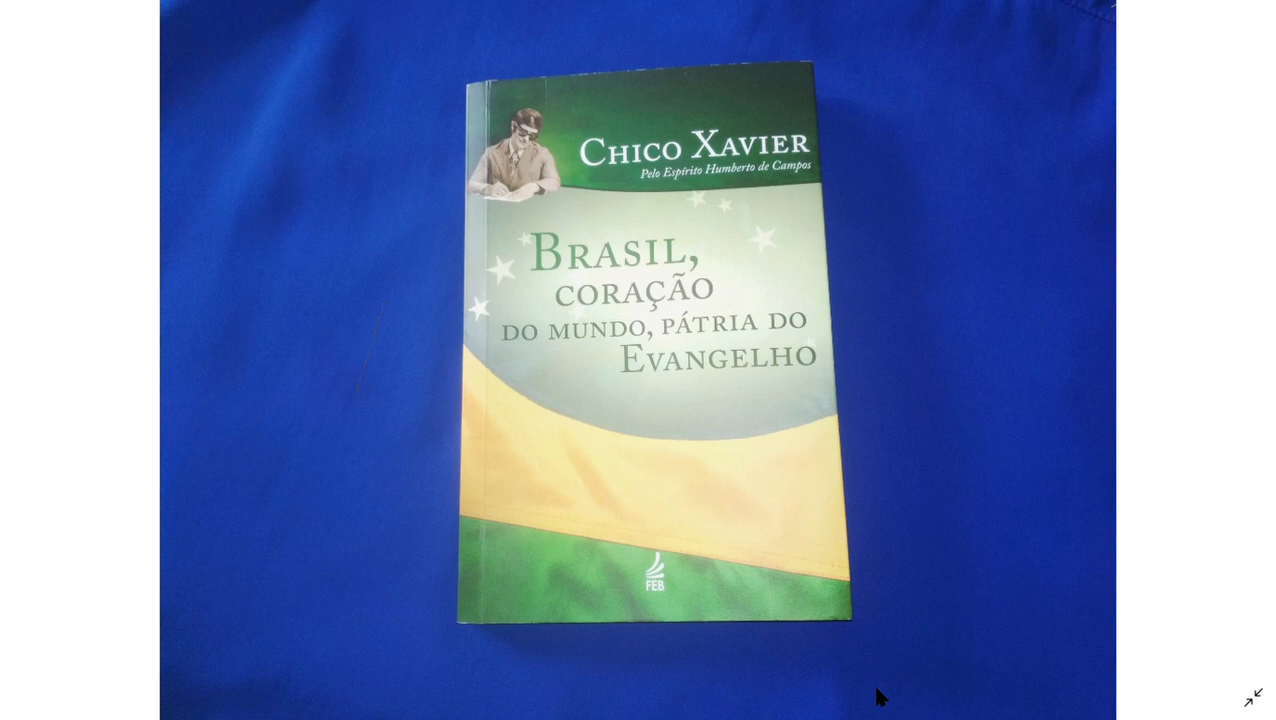 CHICO XAVIER
Pelo Espírito Humberto de Campos
BRASIL,
CORAÇÃO
DO MUNDO, PÁTRIA DO
EVANGELHO
FEB